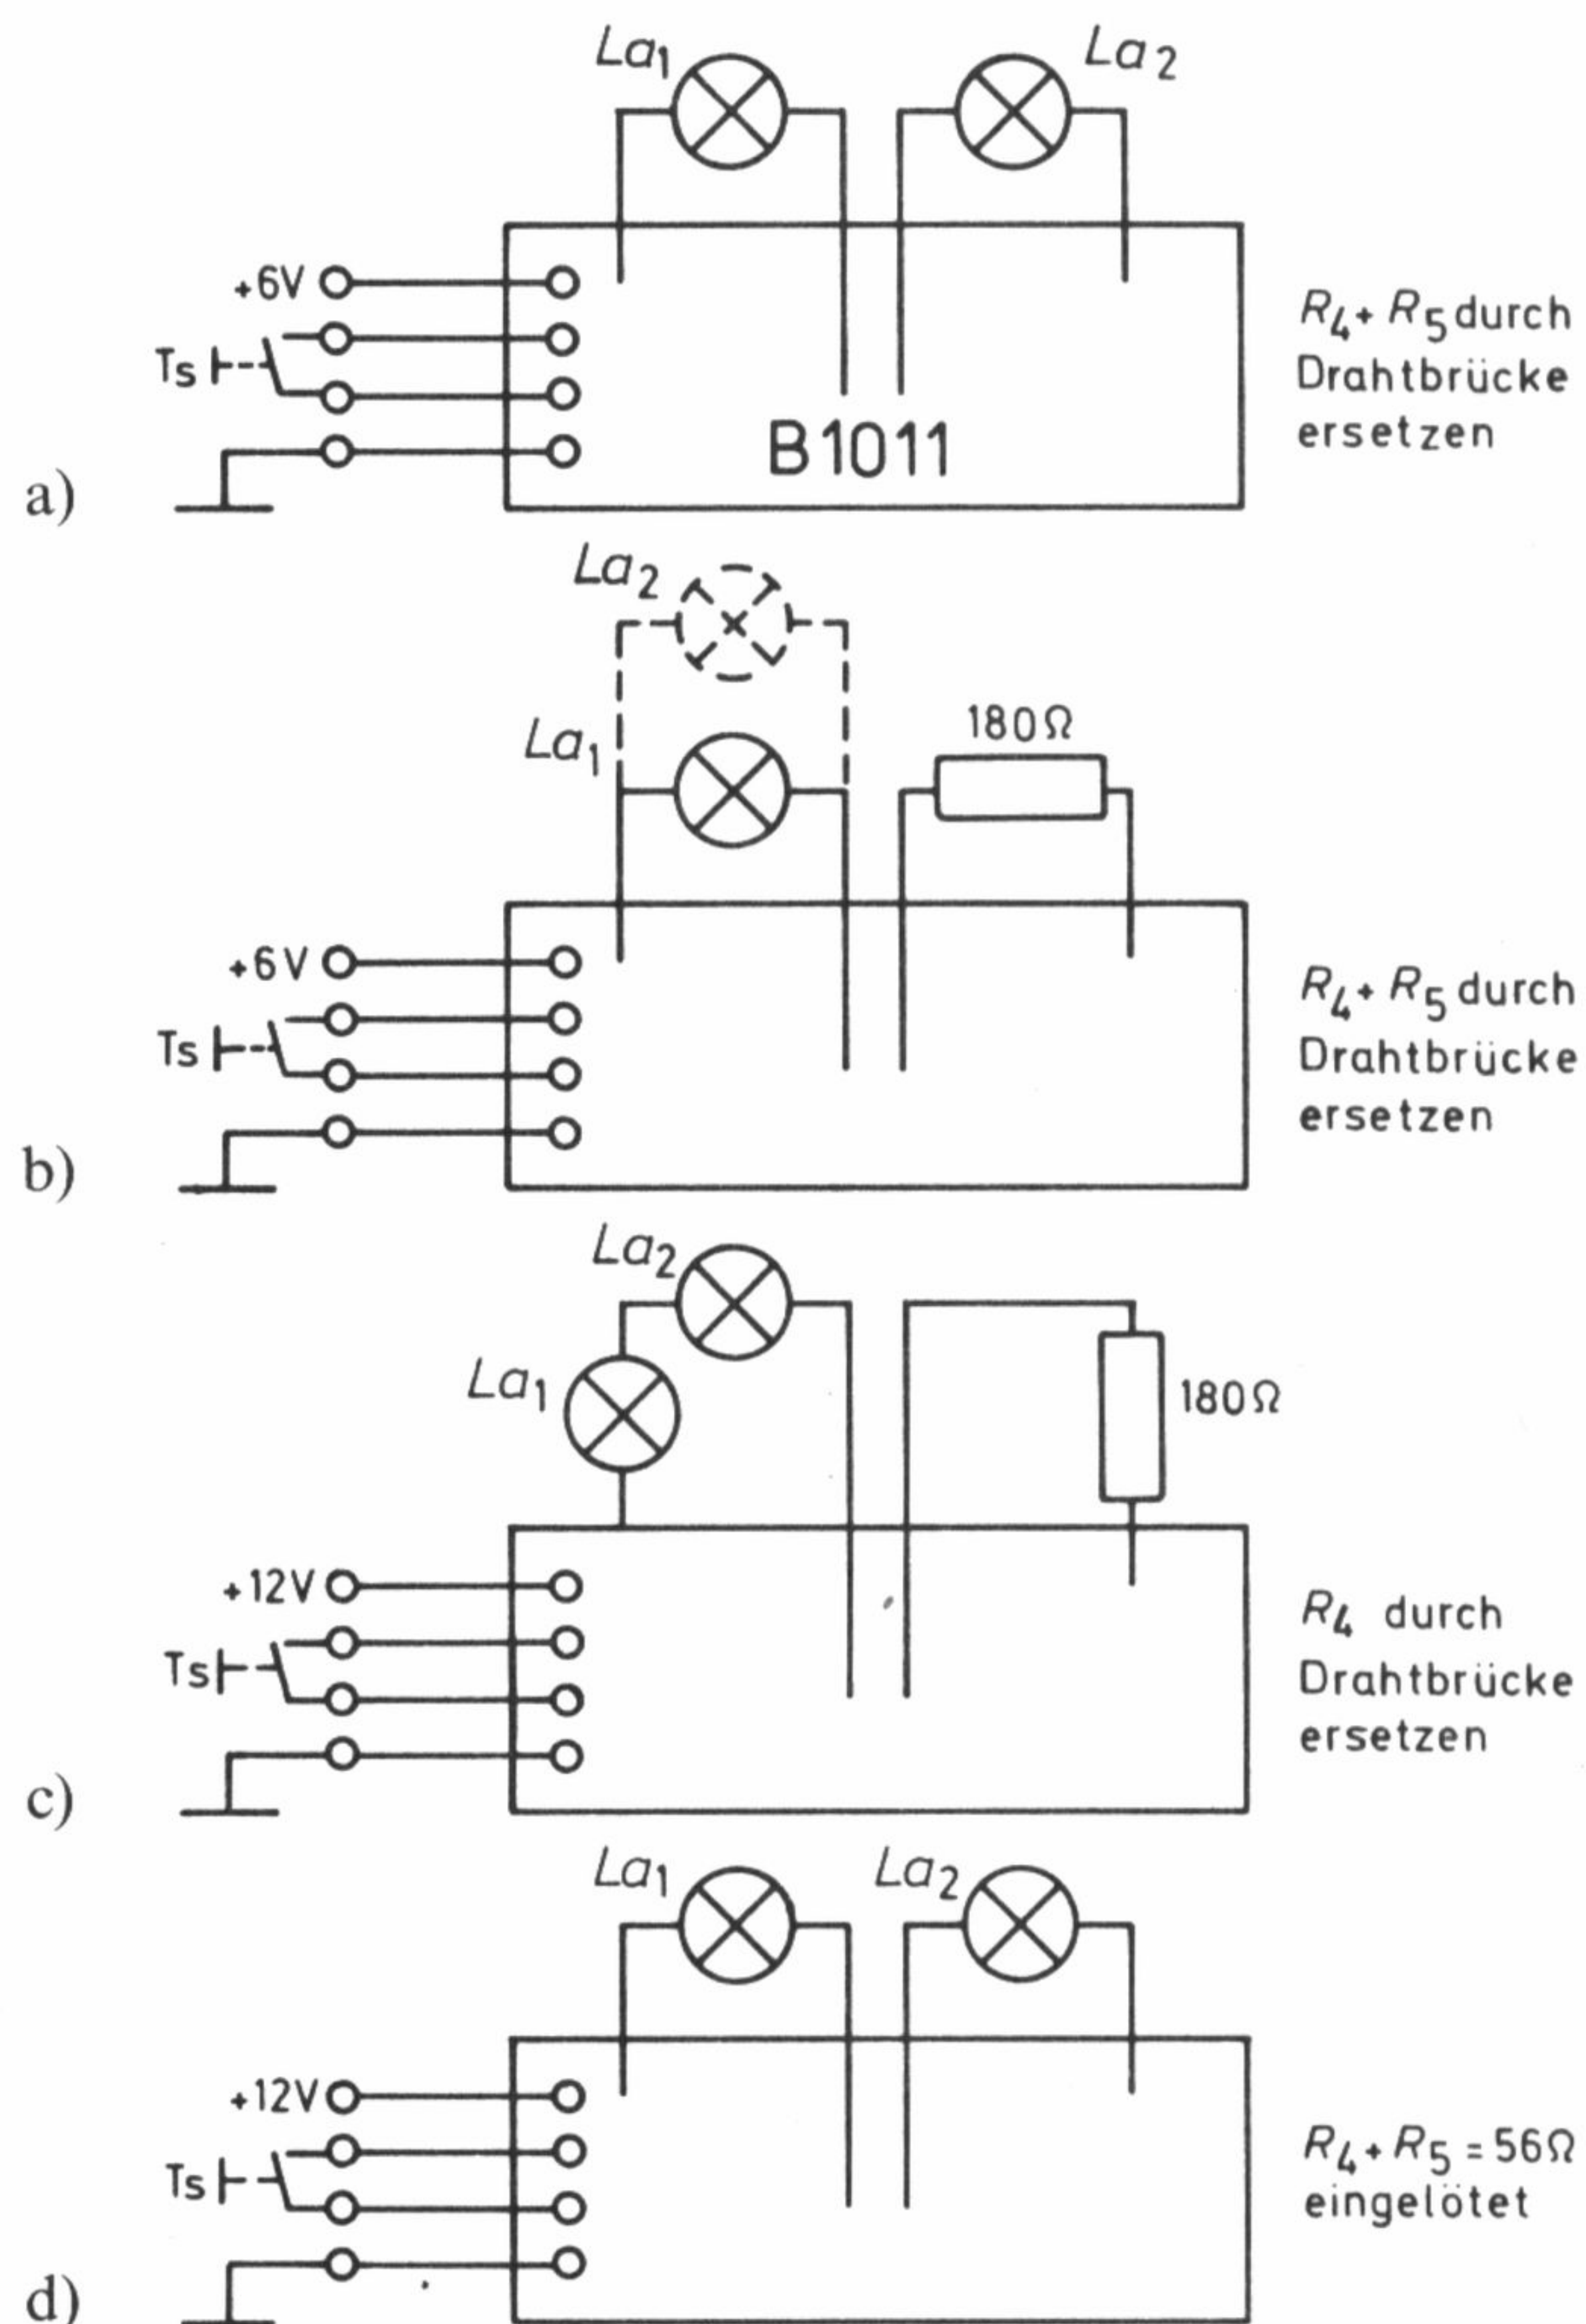 La₁
La₂
+6V
Ts
B1011
R₄+ R₅ durch
Drahtbrücke
ersetzen
a)
La₂
La₁
180Ω
+6V
Ts
R₄+ R₅ durch
Drahtbrücke
ersetzen
b)
La₂
La₁
180Ω
+12V
Ts
R₄ durch
Drahtbrücke
ersetzen
c)
La₁
La₂
+12V
Ts
R₄+ R₅ = 56Ω
eingelötet
d)